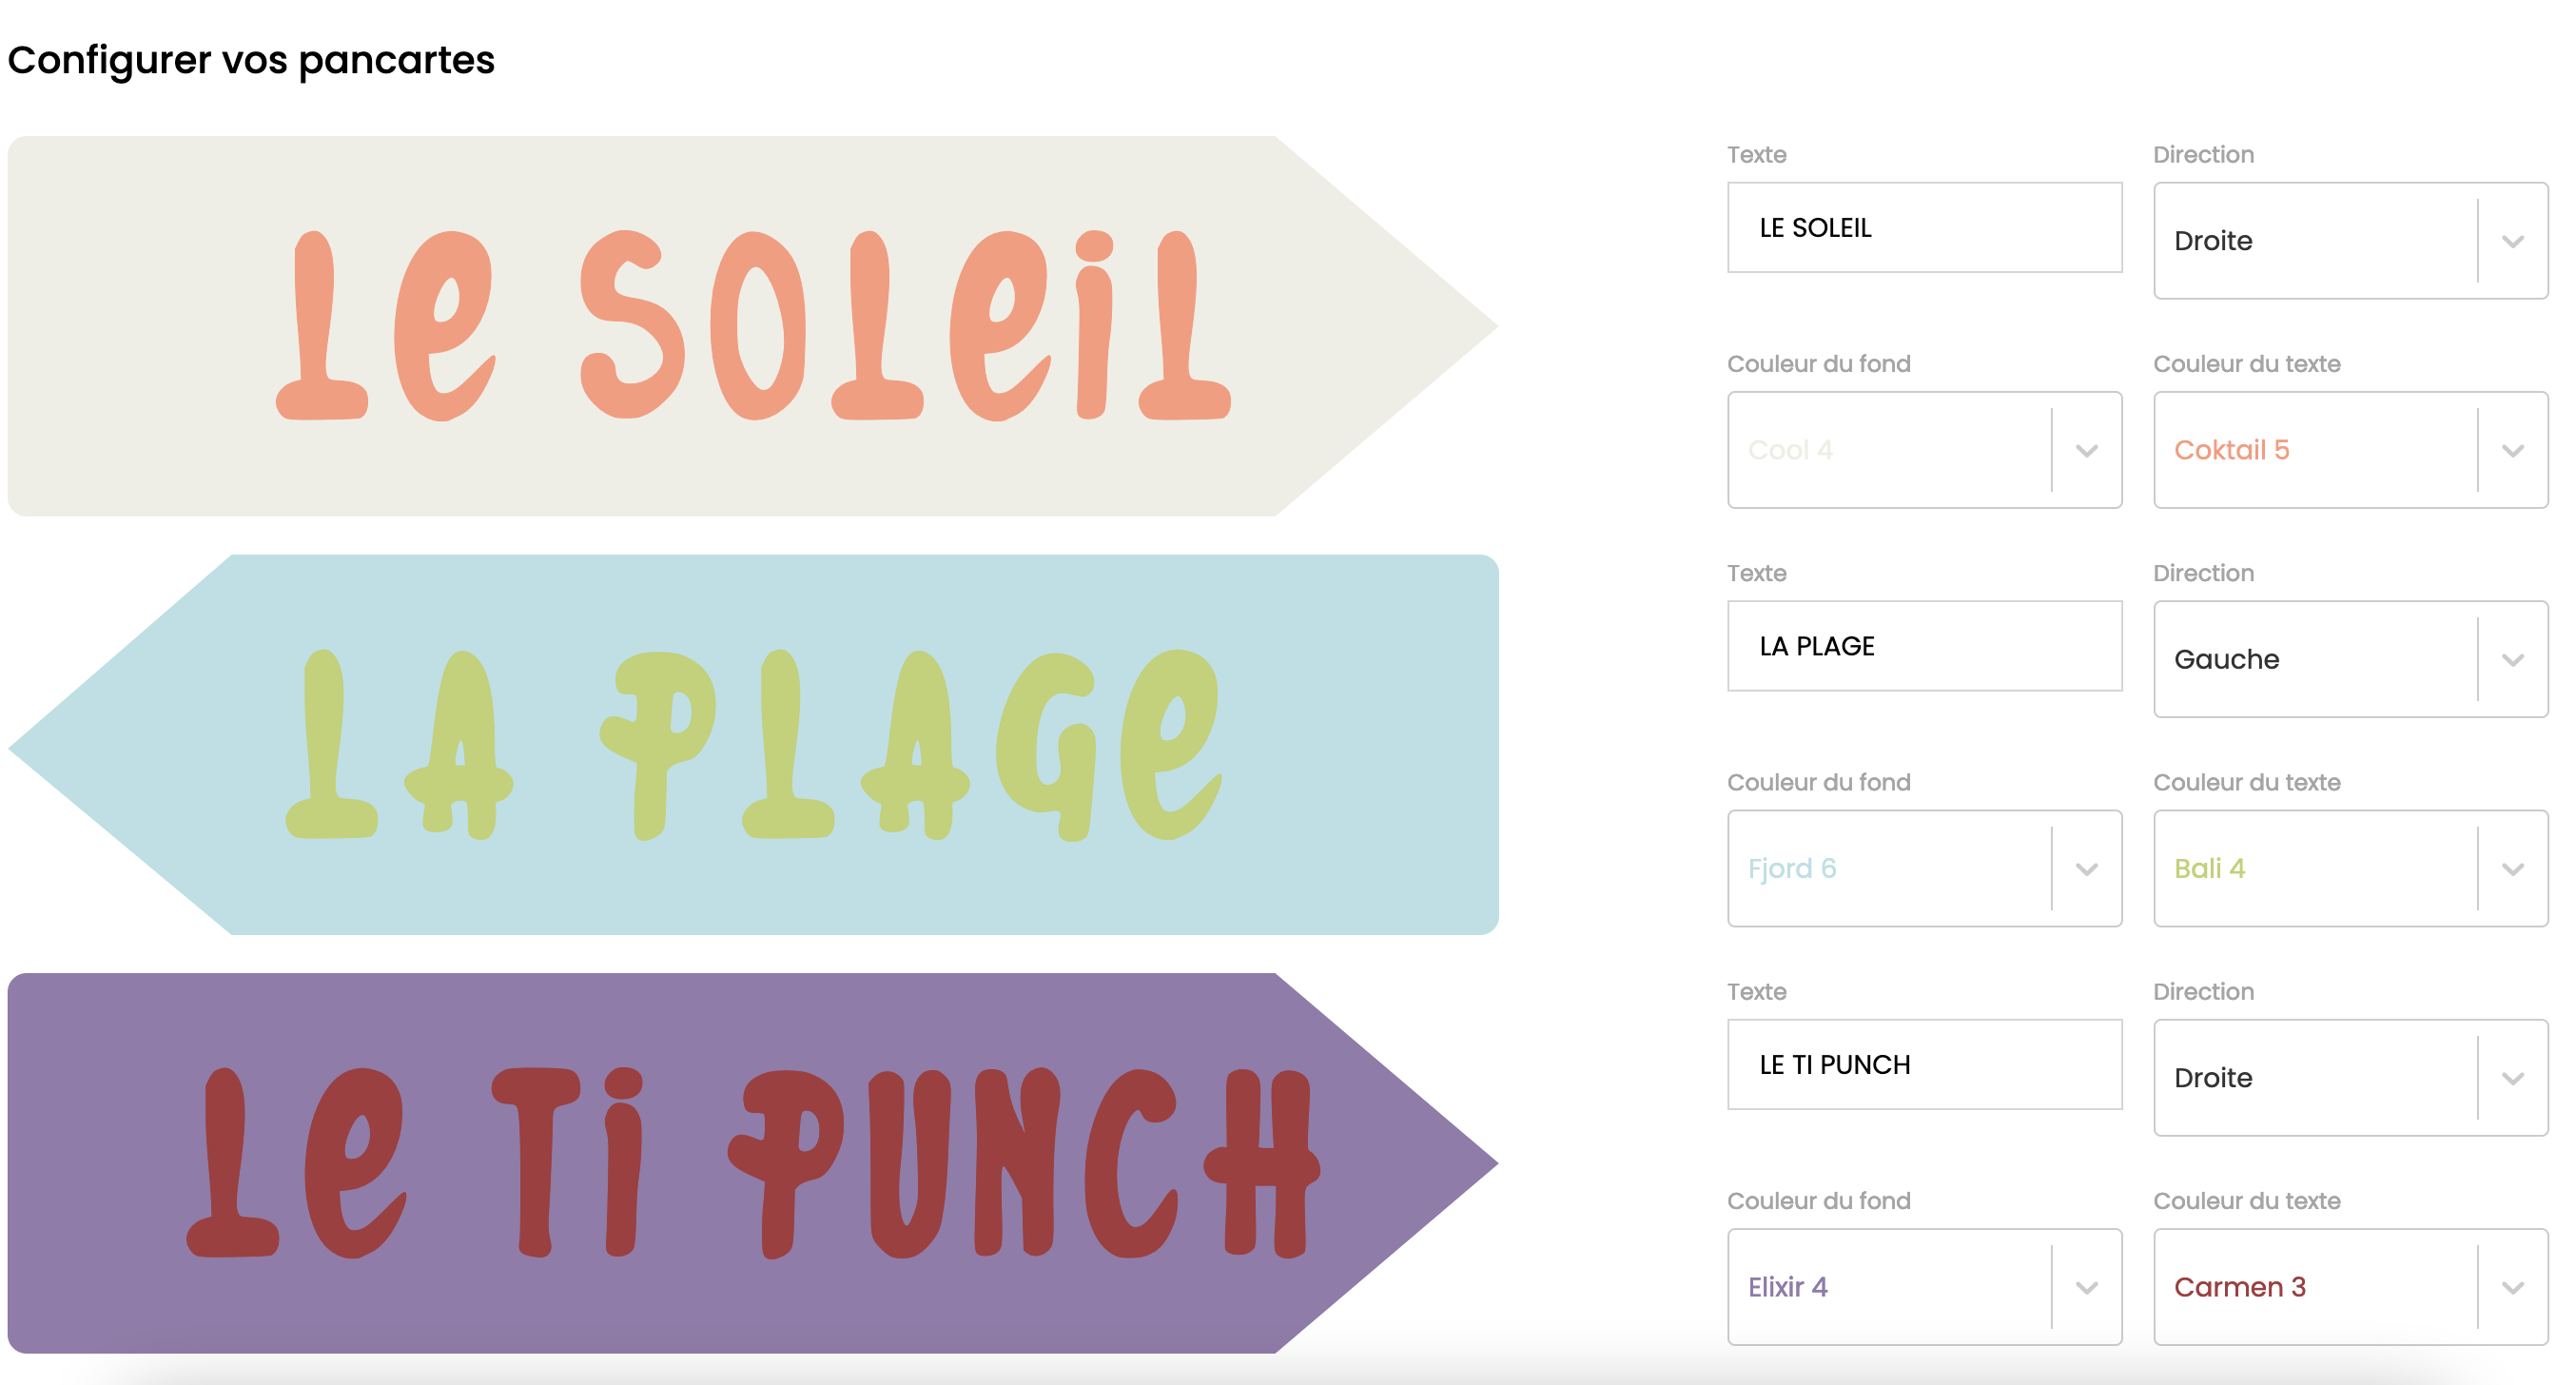 Configurer vos pancartes
LE SOLEIL
Texte
LE SOLEIL
Direction
Droite
Couleur du fond
Cool 4
Couleur du texte
Coktail 5
LA PLAGE
Texte
LA PLAGE
Direction
Gauche
Couleur du fond
Fjord 6
Couleur du texte
Bali 4
LE TI PUNCH
Texte
LE TI PUNCH
Direction
Droite
Couleur du fond
Elixir 4
Couleur du texte
Carmen 3